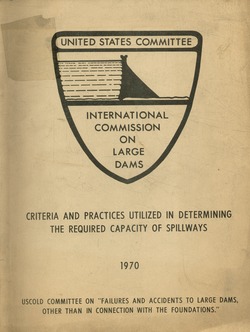 UNITED STATES COMMITTEE
INTERNATIONAL
COMMISSION
ON
LARGE
DAMS
CRITERIA AND PRACTICES UTILIZED IN DETERMINING
THE REQUIRED CAPACITY OF SPILLWAYS
1970
USCOLD COMMITTEE ON "FAILURES AND ACCIDENTS TO LARGE DAMS,
OTHER THAN IN CONNECTION WITH THE FOUNDATIONS."